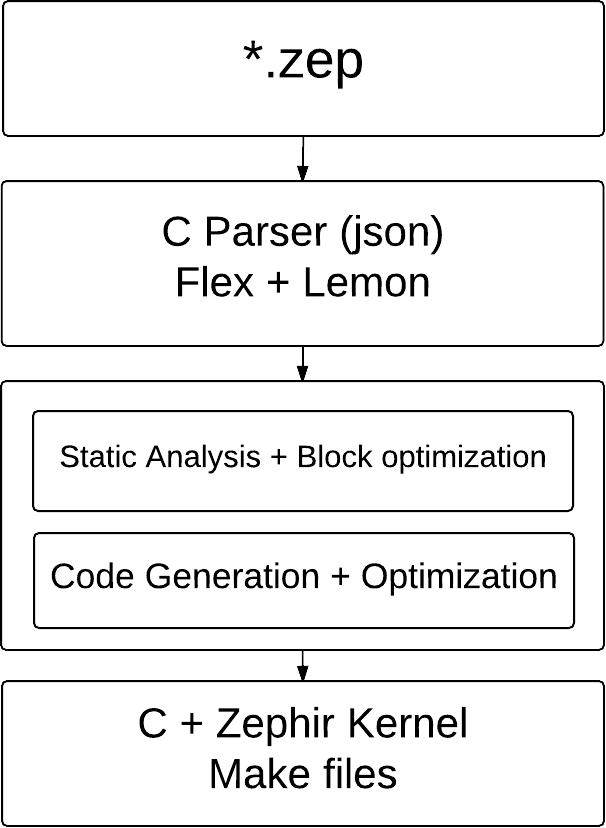 *.zep
C Parser (json)
Flex + Lemon
Static Analysis + Block optimization
Code Generation + Optimization
C + Zephir Kernel
Make files